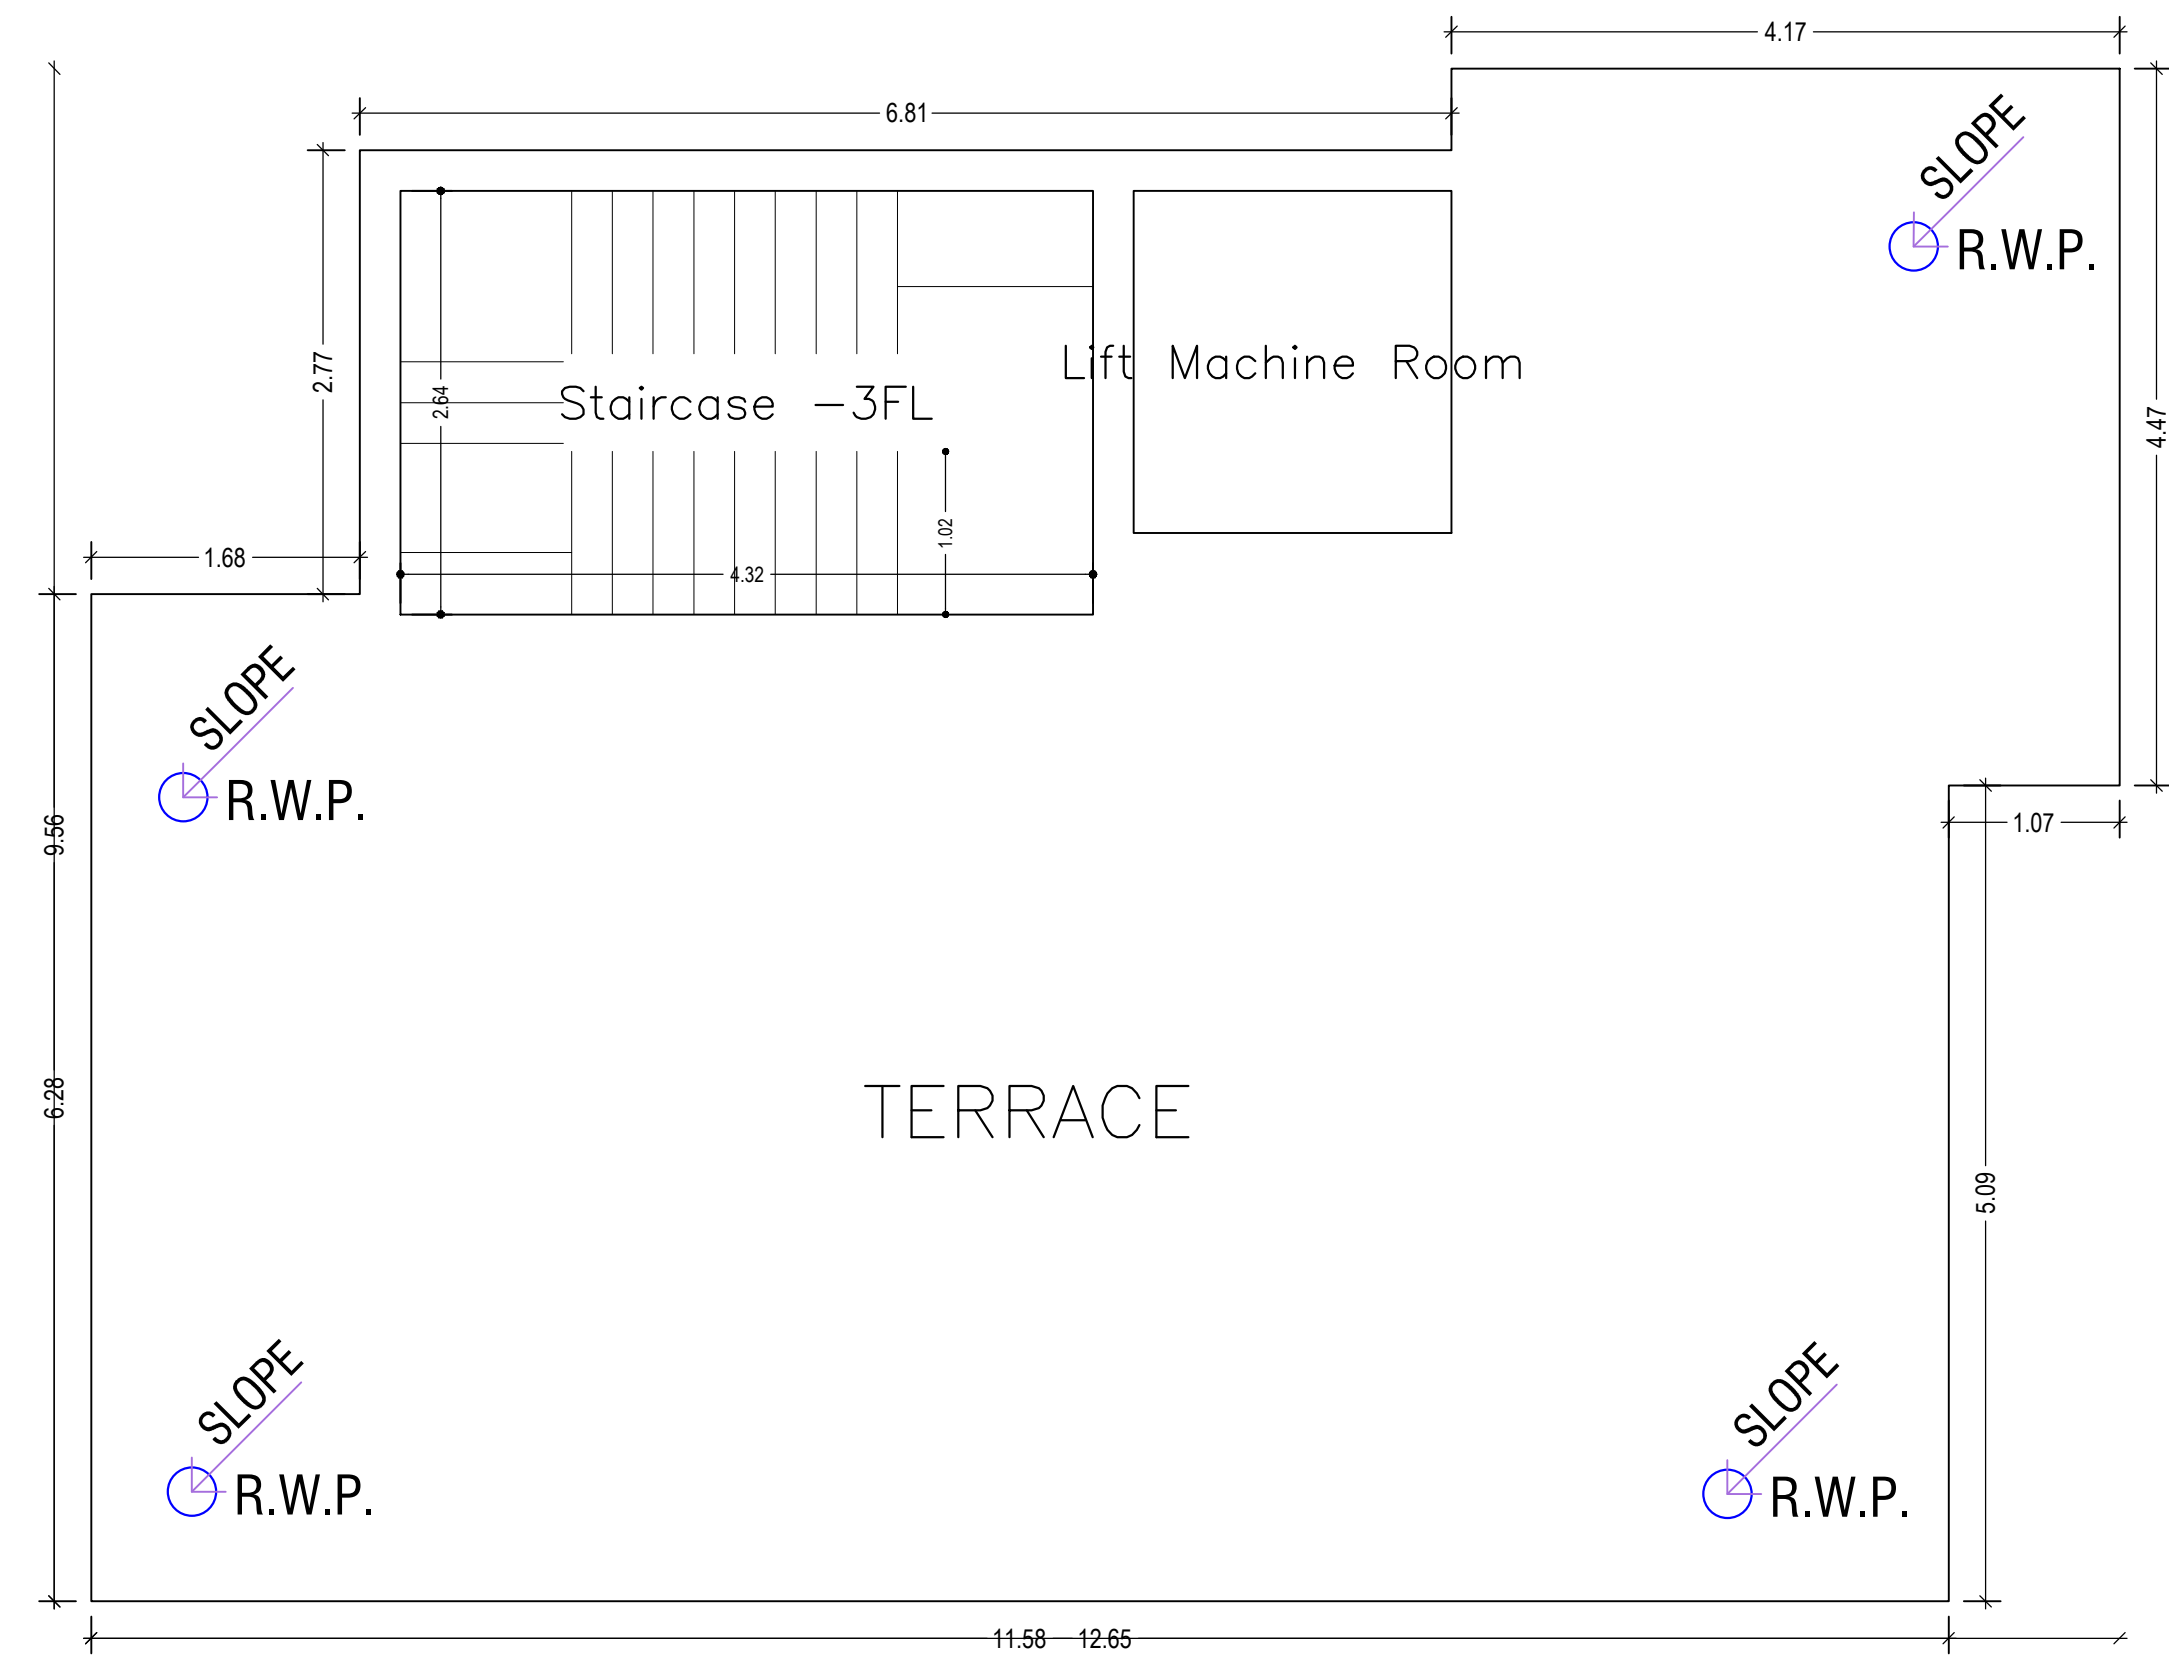 4.17
6.81
SLOPE
R.W.P.
2.77
Lift Machine Room
2.64
Staircase -3FL
4.47
1.02
1.68
4.32
SLOPE
R.W.P.
9.56
1.07
6.28
TERRACE
5.09
SLOPE
R.W.P.
SLOPE
R.W.P.
11.58 12.65